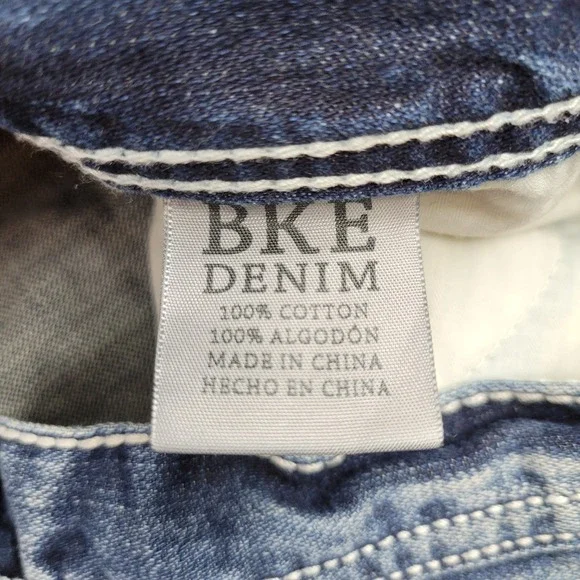 BKE
DENIM
100% COTTON
100% ALGODÓN
MADE IN CHINA
HECHO EN CHINA